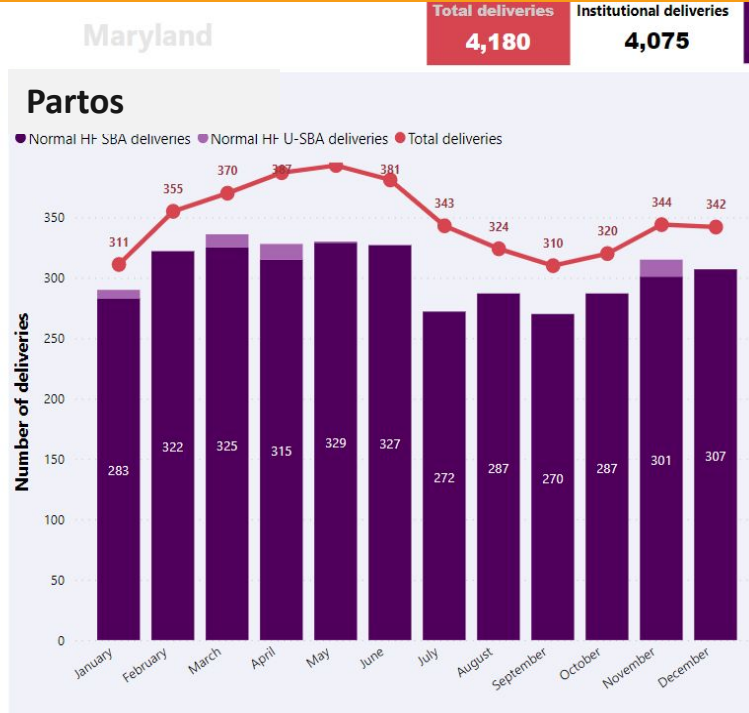 Maryland
Total deliveries
Institutional deliveries
4,180
4,075
Partos
Normal HF SBA deliveries Normal HF U-SBA deliveries Total deliveries
387 381
370
355
343 344 342
324 320
311 310
350
300
250
200
150
100
50
0
Number of deliveries
283 322 325 315 329 327 272 287 270 287 301 307
January February March April May June July August September October November December